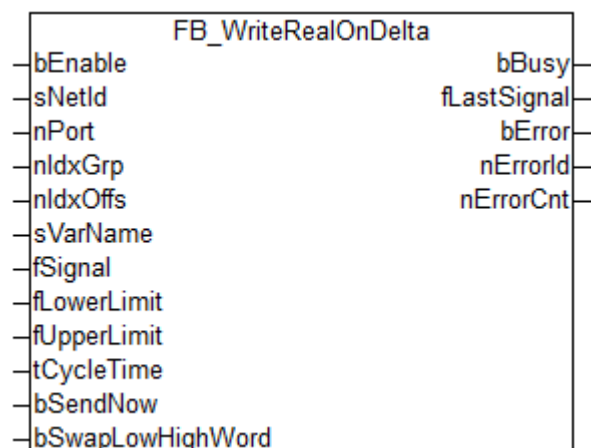 FB_WriteRealOnDelta
bEnable bBusy
sNetId fLastSignal
nPort bError
nIdxGrp nErrorId
nIdxOffs nErrorCnt
sVarName
fSignal
fLowerLimit
fUpperLimit
tCycleTime
bSendNow
bSwapLowHighWord